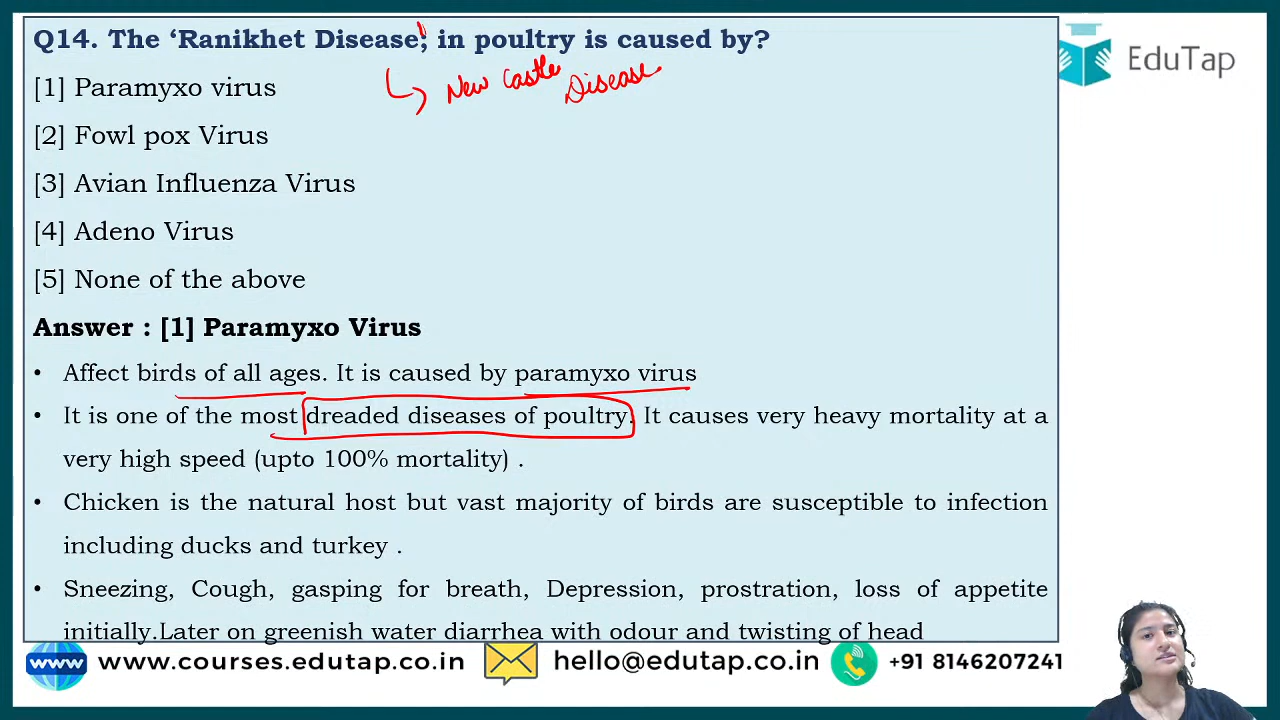 Q14. The ‘Ranikhet Disease; in poultry is caused by?
New Castle Disease
[1] Paramyxo virus
[2] Fowl pox Virus
[3] Avian Influenza Virus
[4] Adeno Virus
[5] None of the above
Answer : [1] Paramyxo Virus
• Affect birds of all ages. It is caused by paramyxo virus
• It is one of the most dreaded diseases of poultry. It causes very heavy mortality at a
very high speed (upto 100% mortality) .
• Chicken is the natural host but vast majority of birds are susceptible to infection
including ducks and turkey .
• Sneezing, Cough, gasping for breath, Depression, prostration, loss of appetite
initially.Later on greenish water diarrhea with odour and twisting of head
EduTap
www www.courses.edutap.co.in hello@edutap.co.in +91 8146207241